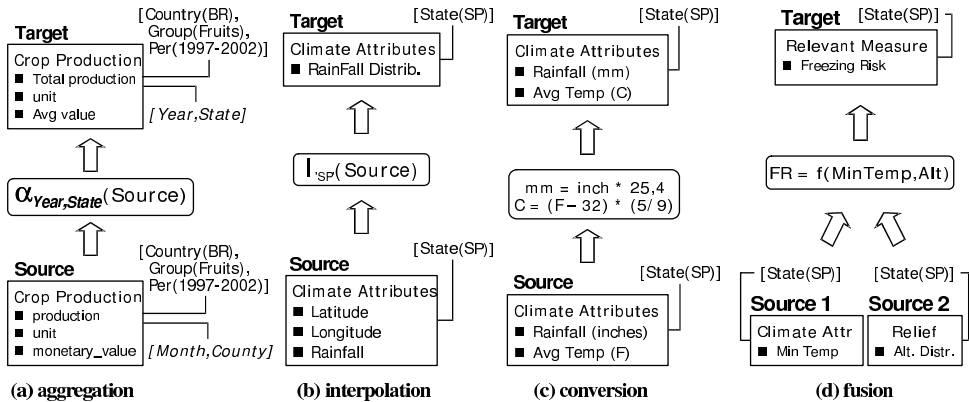 [Country(BR),
Group(Fruits),
Per(1997-2002)]
Target
Crop Production
Total production
unit
Avg value
[Year,State]
αYear,State(Source)
[Country(BR),
Group(Fruits),
Per(1997-2002)]
Source
Crop Production
production
unit
monetary_value
[Month,County]
(a) aggregation
[State(SP)]
Target
Climate Attributes
RainFall Distrib.
I'SP'(Source)
[State(SP)]
Source
Climate Attributes
Latitude
Longitude
Rainfall
(b) interpolation
[State(SP)]
Target
Climate Attributes
Rainfall (mm)
Avg Temp (C)
mm = inch * 25,4
C = (F-32) * (5/9)
[State(SP)]
Source
Climate Attributes
Rainfall (inches)
Avg Temp (F)
(c) conversion
[State(SP)]
Target
Relevant Measure
Freezing Risk
FR = f(MinTemp,Alt)
[State(SP)]
Source 1
Climate Attr
Min Temp
[State(SP)]
Source 2
Relief
Alt. Distr.
(d) fusion